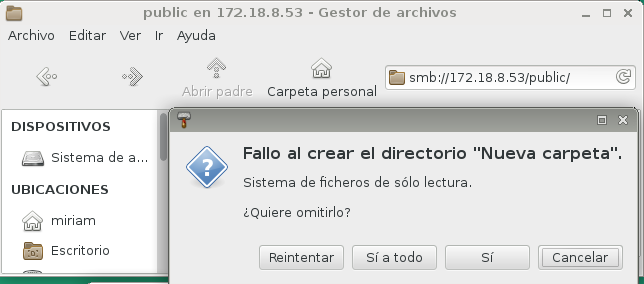 public en 172.18.8.53 - Gestor de archivos
Archivo Editar Ver Ir Ayuda
Abrir padre Carpeta personal smb://172.18.8.53/public/
DISPOSITIVOS
Sistema de a...
UBICACIONES
miriam
Escritorio
Fallo al crear el directorio "Nueva carpeta".
Sistema de ficheros de sólo lectura.
¿Quiere omitirlo?
Reintentar Sí a todo Sí Cancelar